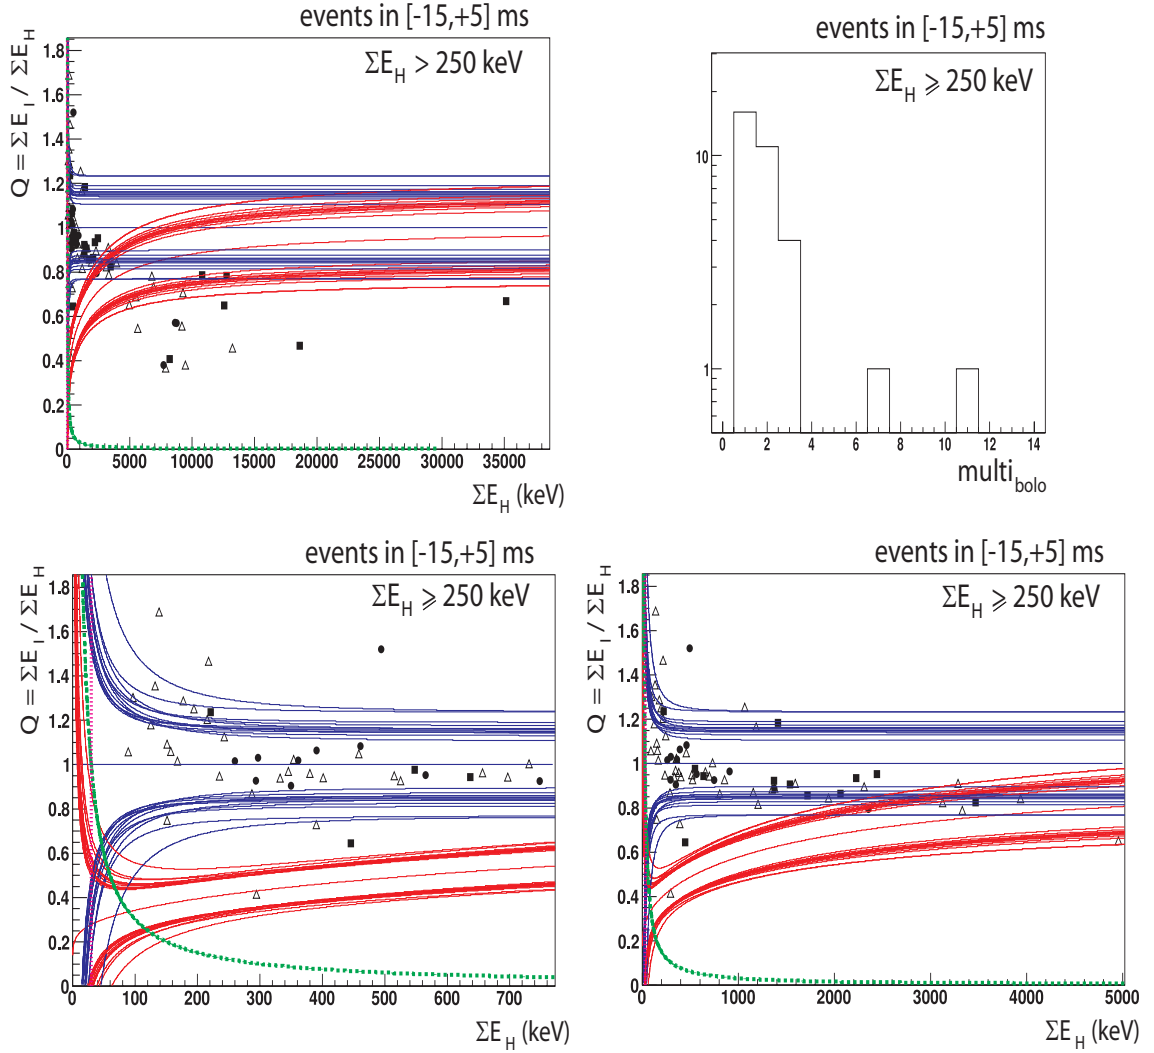 events in [-15,+5] ms
ΣE_H > 250 keV
Q = ΣE_I / ΣE_H
1.8
1.6
1.4
1.2
1
0.8
0.6
0.4
0.2
0
0 5000 10000 15000 20000 25000 30000 35000
ΣE_H (keV)
events in [-15,+5] ms
ΣE_H ⩾ 250 keV
10
1
0 2 4 6 8 10 12 14
multi_bolo
events in [-15,+5] ms
ΣE_H ⩾ 250 keV
Q = ΣE_I / ΣE_H
1.8
1.6
1.4
1.2
1
0.8
0.6
0.4
0.2
0
0 100 200 300 400 500 600 700
ΣE_H (keV)
events in [-15,+5] ms
ΣE_H ⩾ 250 keV
Q = ΣE_I / ΣE_H
1.8
1.6
1.4
1.2
1
0.8
0.6
0.4
0.2
0
0 1000 2000 3000 4000 5000
ΣE_H (keV)